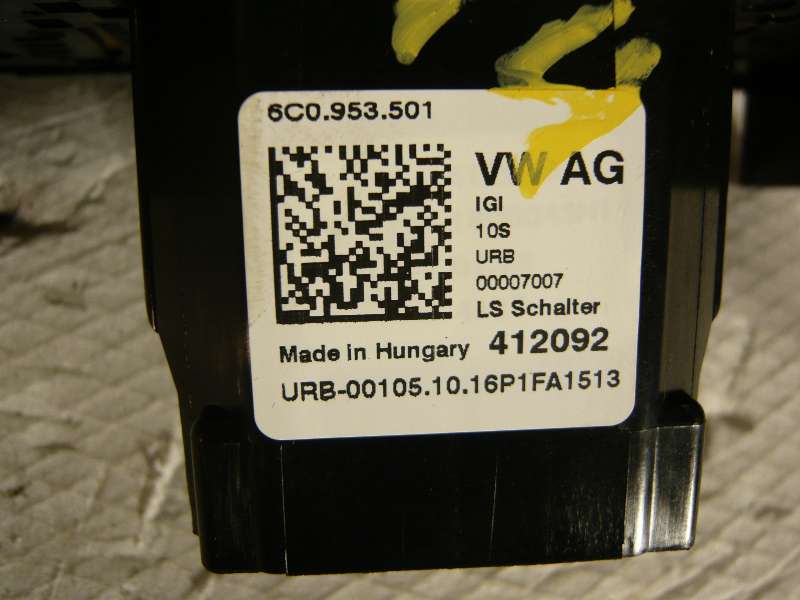 6C0.953.501
VW AG
IGI
10S
URB
00007007
LS Schalter
Made in Hungary 412092
URB-00105.10.16P1FA1513